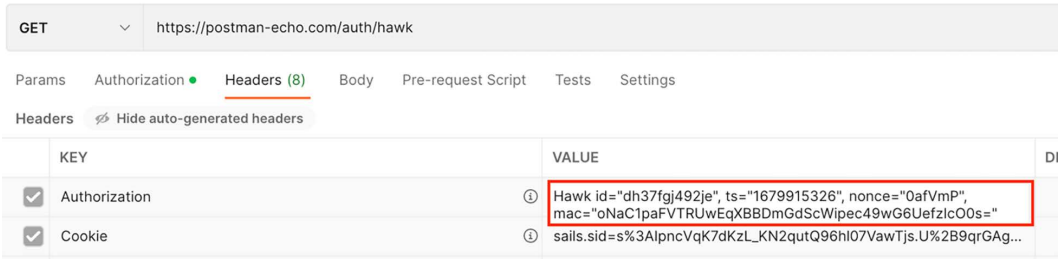 GET https://postman-echo.com/auth/hawk
Params Authorization Headers (8) Body Pre-request Script Tests Settings
Headers Hide auto-generated headers
KEY VALUE
Authorization Hawk id="dh37fgj492je", ts="1679915326", nonce="0afVmP",
mac="oNaC1paFVTRUwEqXBBDmGdScWipec49wG6UefzIcO0s="
Cookie sails.sid=s%3AIpncVqK7dKzL_KN2qutQ96hl07VawTjs.U%2B9qrGAg...